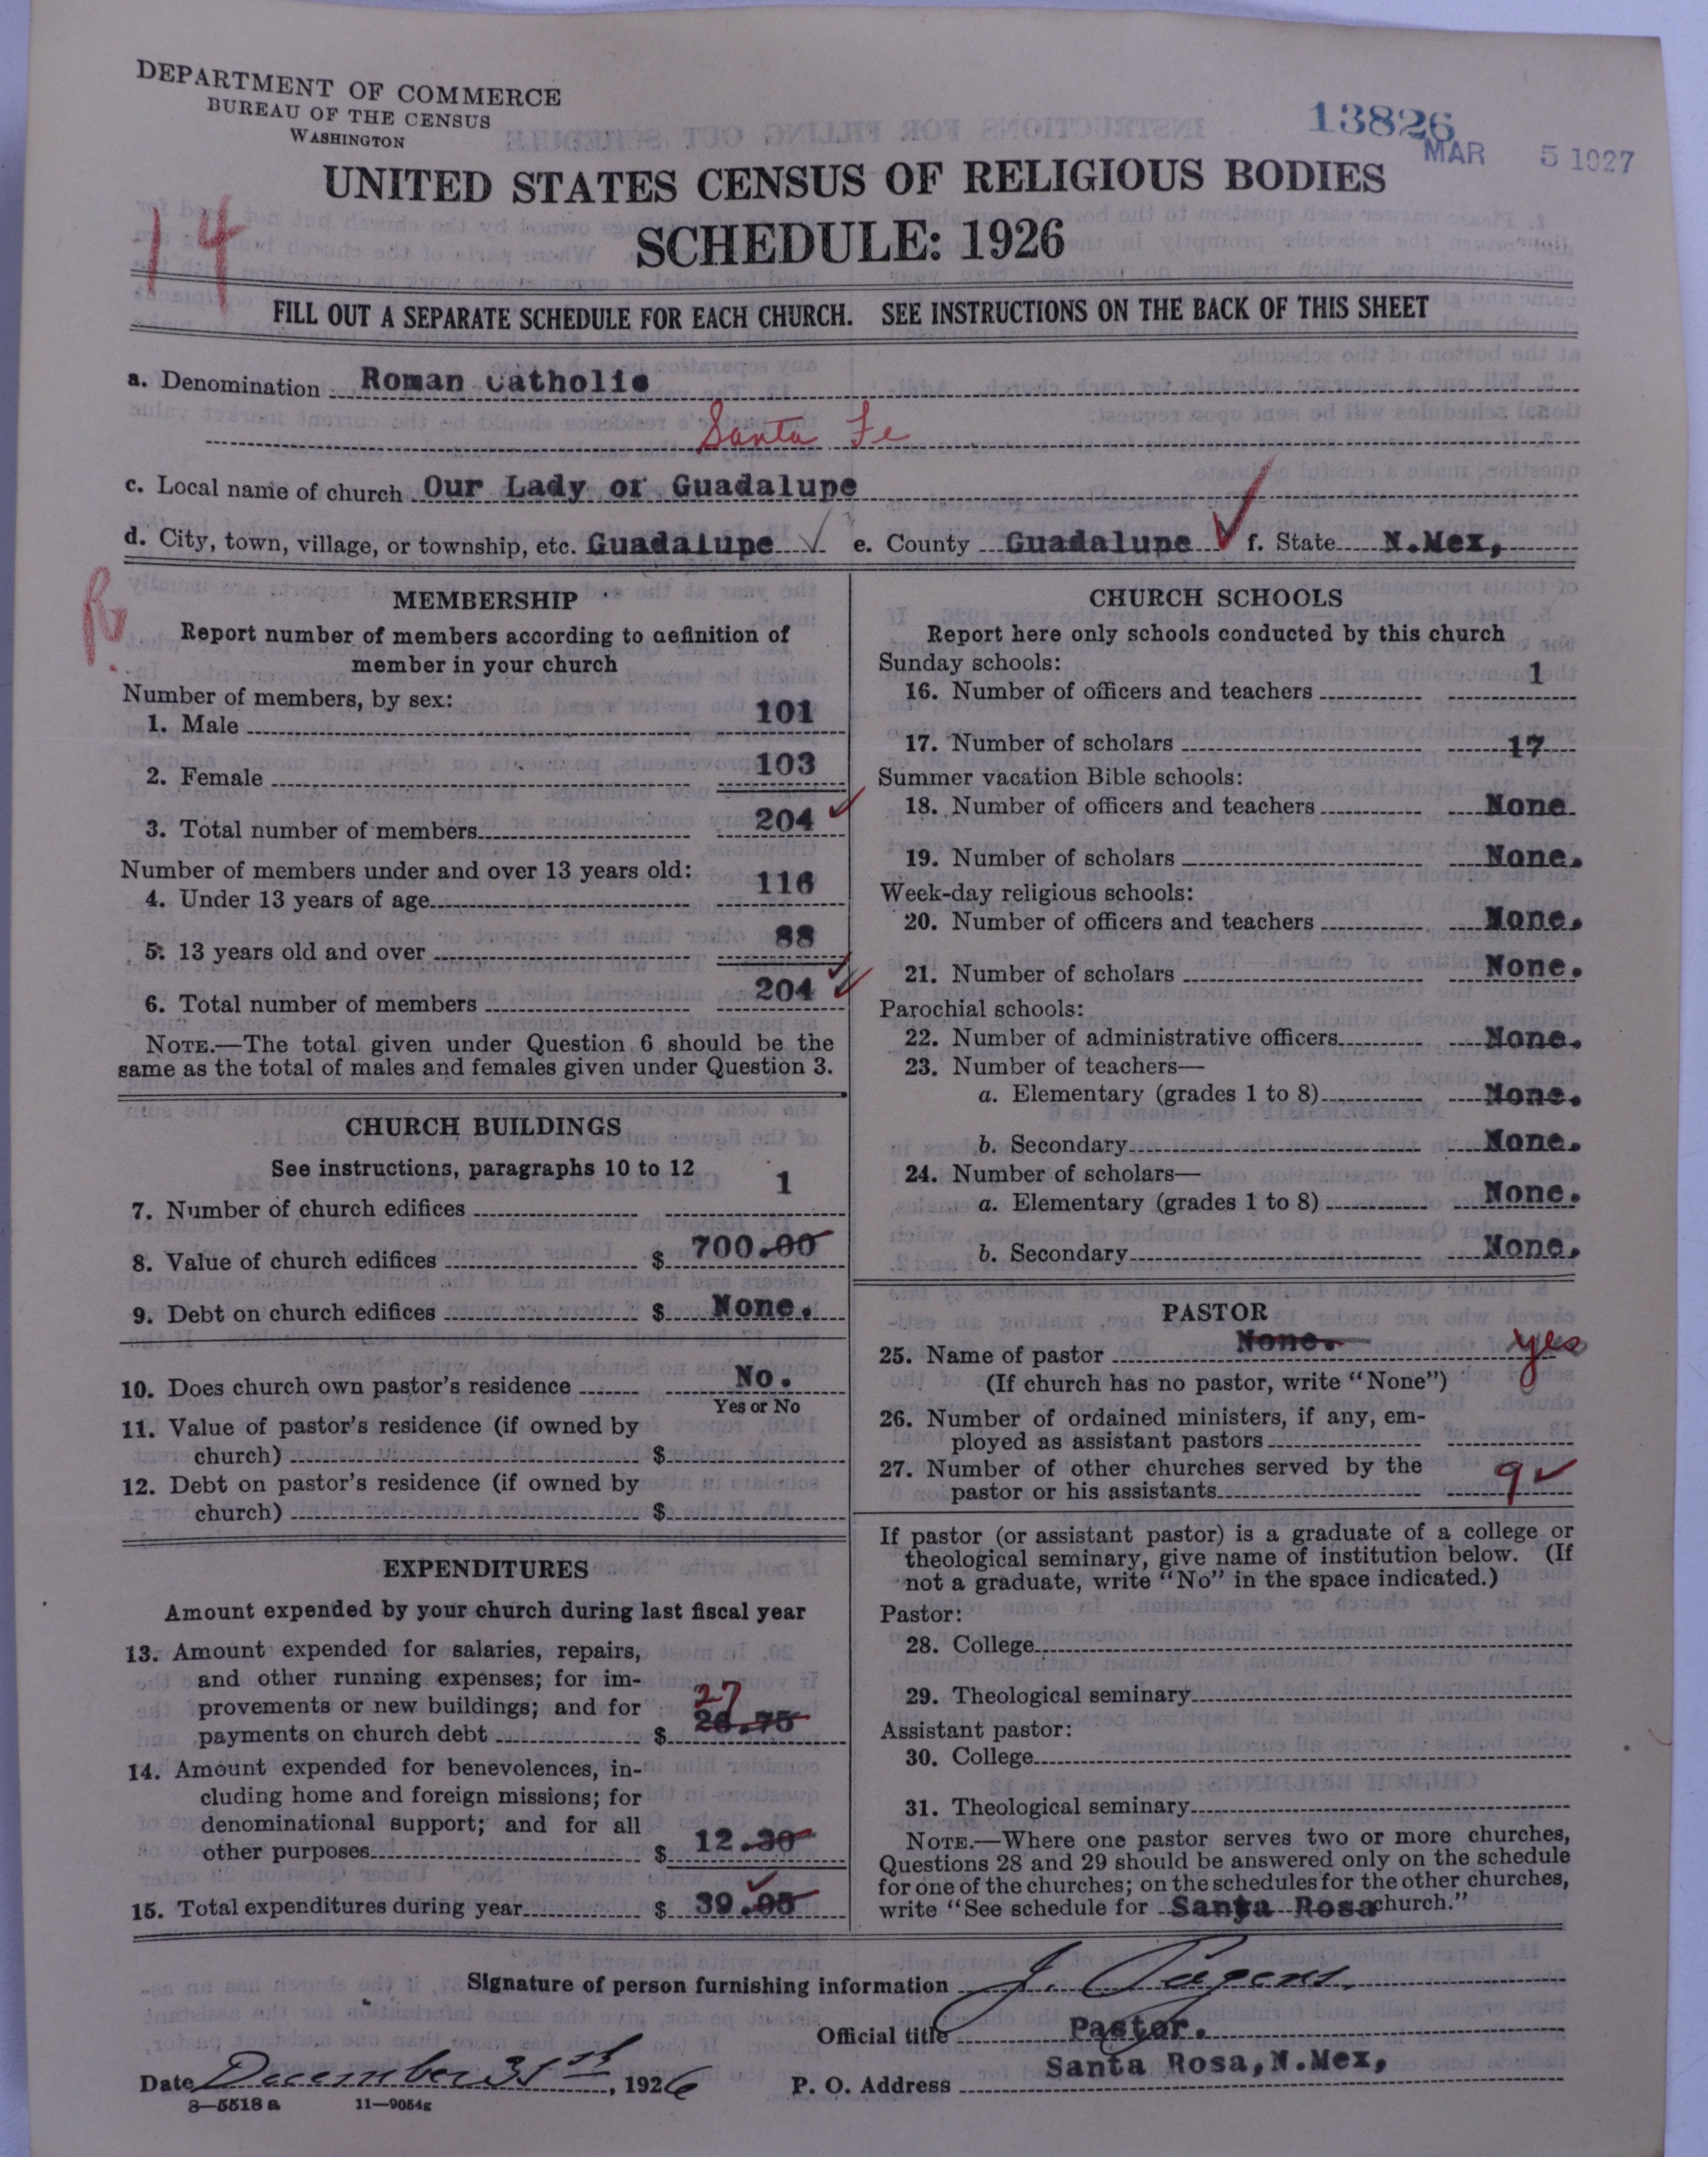 DEPARTMENT OF COMMERCE
BUREAU OF THE CENSUS
WASHINGTON
13826
MAR 5 1927
UNITED STATES CENSUS OF RELIGIOUS BODIES
SCHEDULE: 1926
14
FILL OUT A SEPARATE SCHEDULE FOR EACH CHURCH. SEE INSTRUCTIONS ON THE BACK OF THIS SHEET
a. Denomination Roman Catholic
Santa Fe
c. Local name of church Our Lady of Guadalupe
d. City, town, village, or township, etc. Guadalupe ✓ e. County Guadalupe ✓ f. State N.Mex,
R.
MEMBERSHIP
Report number of members according to definition of
member in your church
Number of members, by sex:
1. Male 101
2. Female 103
3. Total number of members 204 ✓
Number of members under and over 13 years old:
4. Under 13 years of age 116
5. 13 years old and over 88
6. Total number of members 204 ✓
NOTE.—The total given under Question 6 should be the
same as the total of males and females given under Question 3.
CHURCH BUILDINGS
See instructions, paragraphs 10 to 12
7. Number of church edifices 1
8. Value of church edifices $ 700.00
9. Debt on church edifices $ None.
10. Does church own pastor's residence No.
Yes or No
11. Value of pastor's residence (if owned by
church) $
12. Debt on pastor's residence (if owned by
church) $
EXPENDITURES
Amount expended by your church during last fiscal year
13. Amount expended for salaries, repairs,
and other running expenses; for im-
provements or new buildings; and for
27
payments on church debt $ 26.75
14. Amount expended for benevolences, in-
cluding home and foreign missions; for
denominational support; and for all
other purposes $ 12.30
15. Total expenditures during year $ 39.05
CHURCH SCHOOLS
Report here only schools conducted by this church
Sunday schools:
16. Number of officers and teachers 1
17. Number of scholars 17
Summer vacation Bible schools:
18. Number of officers and teachers None
19. Number of scholars None.
Week-day religious schools:
20. Number of officers and teachers None.
21. Number of scholars None.
Parochial schools:
22. Number of administrative officers None.
23. Number of teachers—
a. Elementary (grades 1 to 8) None.
b. Secondary None.
24. Number of scholars—
a. Elementary (grades 1 to 8) None.
b. Secondary None.
PASTOR
25. Name of pastor None. yes
(If church has no pastor, write "None")
26. Number of ordained ministers, if any, em-
ployed as assistant pastors
27. Number of other churches served by the
pastor or his assistants 9 ✓
If pastor (or assistant pastor) is a graduate of a college or
theological seminary, give name of institution below. (If
not a graduate, write "No" in the space indicated.)
Pastor:
28. College
29. Theological seminary
Assistant pastor:
30. College
31. Theological seminary
NOTE.—Where one pastor serves two or more churches,
Questions 28 and 29 should be answered only on the schedule
for one of the churches; on the schedules for the other churches,
write "See schedule for Santa Rosa church."
Signature of person furnishing information J.
Official title Pastor.
Date December 31st, 1926 P. O. Address Santa Rosa, N.Mex,
8—5518 a 11—9054g